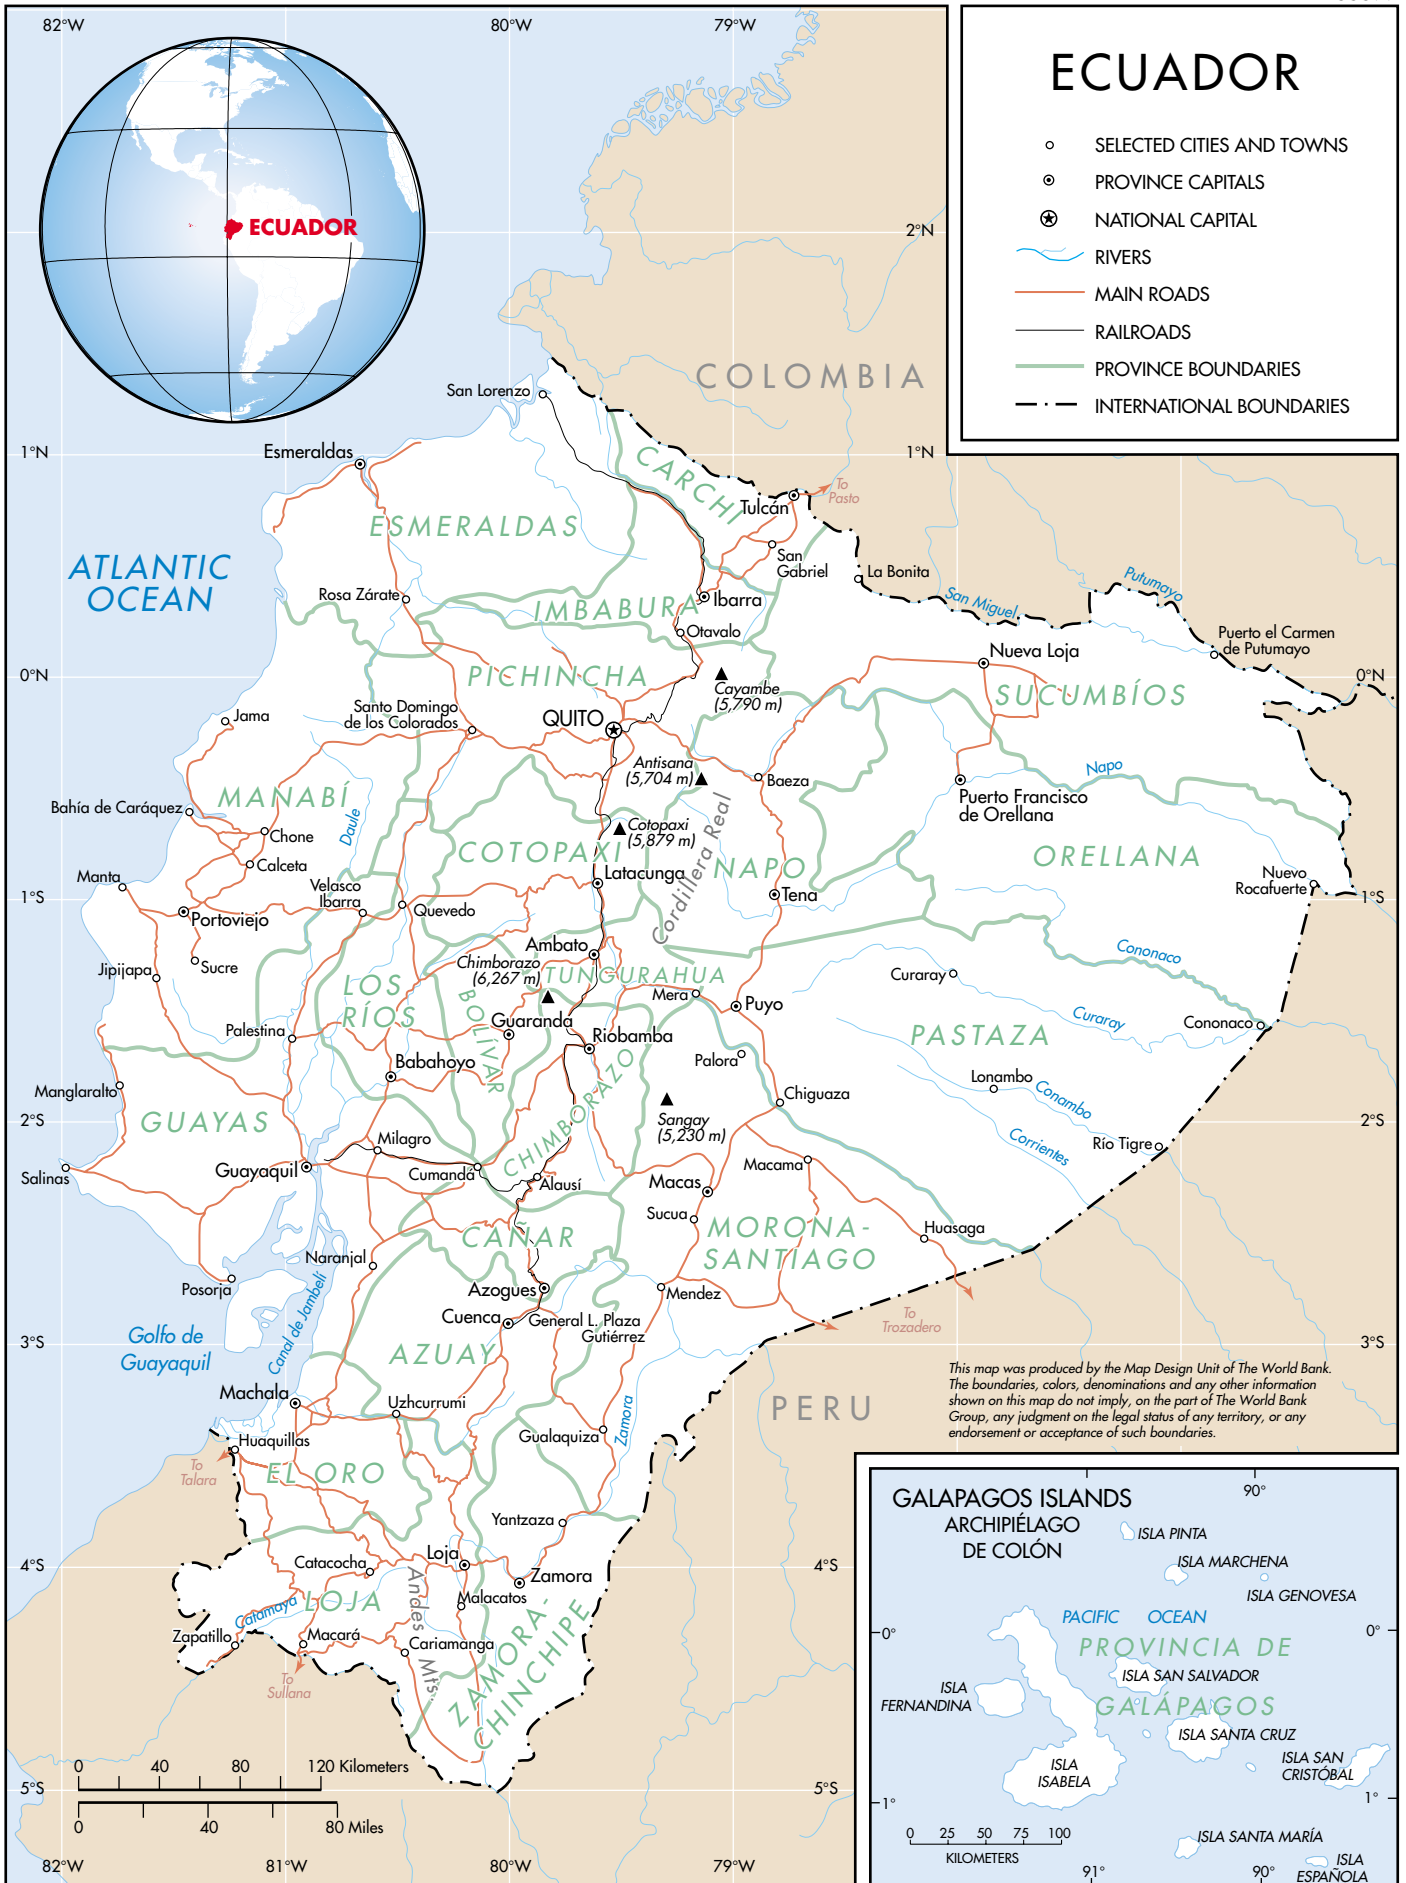 82°W
80°W
79°W
ECUADOR
SELECTED CITIES AND TOWNS
PROVINCE CAPITALS
NATIONAL CAPITAL
RIVERS
MAIN ROADS
RAILROADS
PROVINCE BOUNDARIES
INTERNATIONAL BOUNDARIES
ECUADOR
2°N
COLOMBIA
San Lorenzo
1°N
1°N
Esmeraldas
CARCHI
To
Pasto
Tulcán
ESMERALDAS
San
Gabriel
La Bonita
ATLANTIC
OCEAN
Putumayo
San Miguel
Rosa Zárate
IMBABURA
Ibarra
Otavalo
Puerto el Carmen
de Putumayo
Nueva Loja
0°N
0°N
PICHINCHA
Cayambe
(5,790 m)
SUCUMBÍOS
Santo Domingo
de los Colorados
Jama
QUITO
Antisana
(5,704 m)
Baeza
Napo
MANABÍ
Bahía de Caráquez
Daule
Puerto Francisco
de Orellana
Chone
Cotopaxi
(5,879 m)
COTOPAXI
Cordillera Real
NAPO
ORELLANA
Calceta
Manta
Velasco
Ibarra
Latacunga
Nuevo
Rocafuerte
1°S
1°S
Portoviejo
Quevedo
Tena
Ambato
Cononaco
Jipijapa
Sucre
Chimborazo
(6,267 m)
TUNGURAHUA
Curaray
LOS
RÍOS
BOLÍVAR
Mera
Puyo
Curaray
Cononaco
Palestina
Guaranda
Riobamba
PASTAZA
Babahoyo
Palora
Manglaralto
CHIMBORAZO
Lonambo
Conambo
Chiguaza
2°S
2°S
GUAYAS
Sangay
(5,230 m)
Corrientes
Río Tigre
Milagro
Salinas
Guayaquil
Cumandá
Alausí
Macama
Macas
Sucua
MORONA-
SANTIAGO
Huasaga
CAÑAR
Naranjal
Posorja
Canal de Jambelí
Azogues
Mendez
Cuenca
General L. Plaza
Gutiérrez
To
Trozadero
Golfo de
Guayaquil
3°S
3°S
AZUAY
This map was produced by the Map Design Unit of The World Bank.
The boundaries, colors, denominations and any other information
shown on this map do not imply, on the part of The World Bank
Group, any judgment on the legal status of any territory, or any
endorsement or acceptance of such boundaries.
Machala
Uzhcurrumi
PERU
Zamora
Huaquillas
Gualaquiza
To
Talara
EL ORO
Yantzaza
Loja
4°S
4°S
Catacocha
Zamora
LOJA
Andes Mts.
Malacatos
Catamaya
Zapatillo
Macará
Cariamanga
ZAMORA-
CHINCHIPE
To
Sullana
0 40 80 120 Kilometers
0 40 80 Miles
5°S
5°S
82°W
81°W
80°W
79°W
GALAPAGOS ISLANDS
ARCHIPIÉLAGO
DE COLÓN
90°
ISLA PINTA
ISLA MARCHENA
ISLA GENOVESA
PACIFIC OCEAN
0°
0°
PROVINCIA DE
GALÁPAGOS
ISLA SAN SALVADOR
ISLA
FERNANDINA
ISLA SANTA CRUZ
ISLA
ISABELA
ISLA SAN
CRISTÓBAL
1°
1°
0 25 50 75 100
KILOMETERS
ISLA SANTA MARÍA
ISLA
ESPAÑOLA
91°
90°